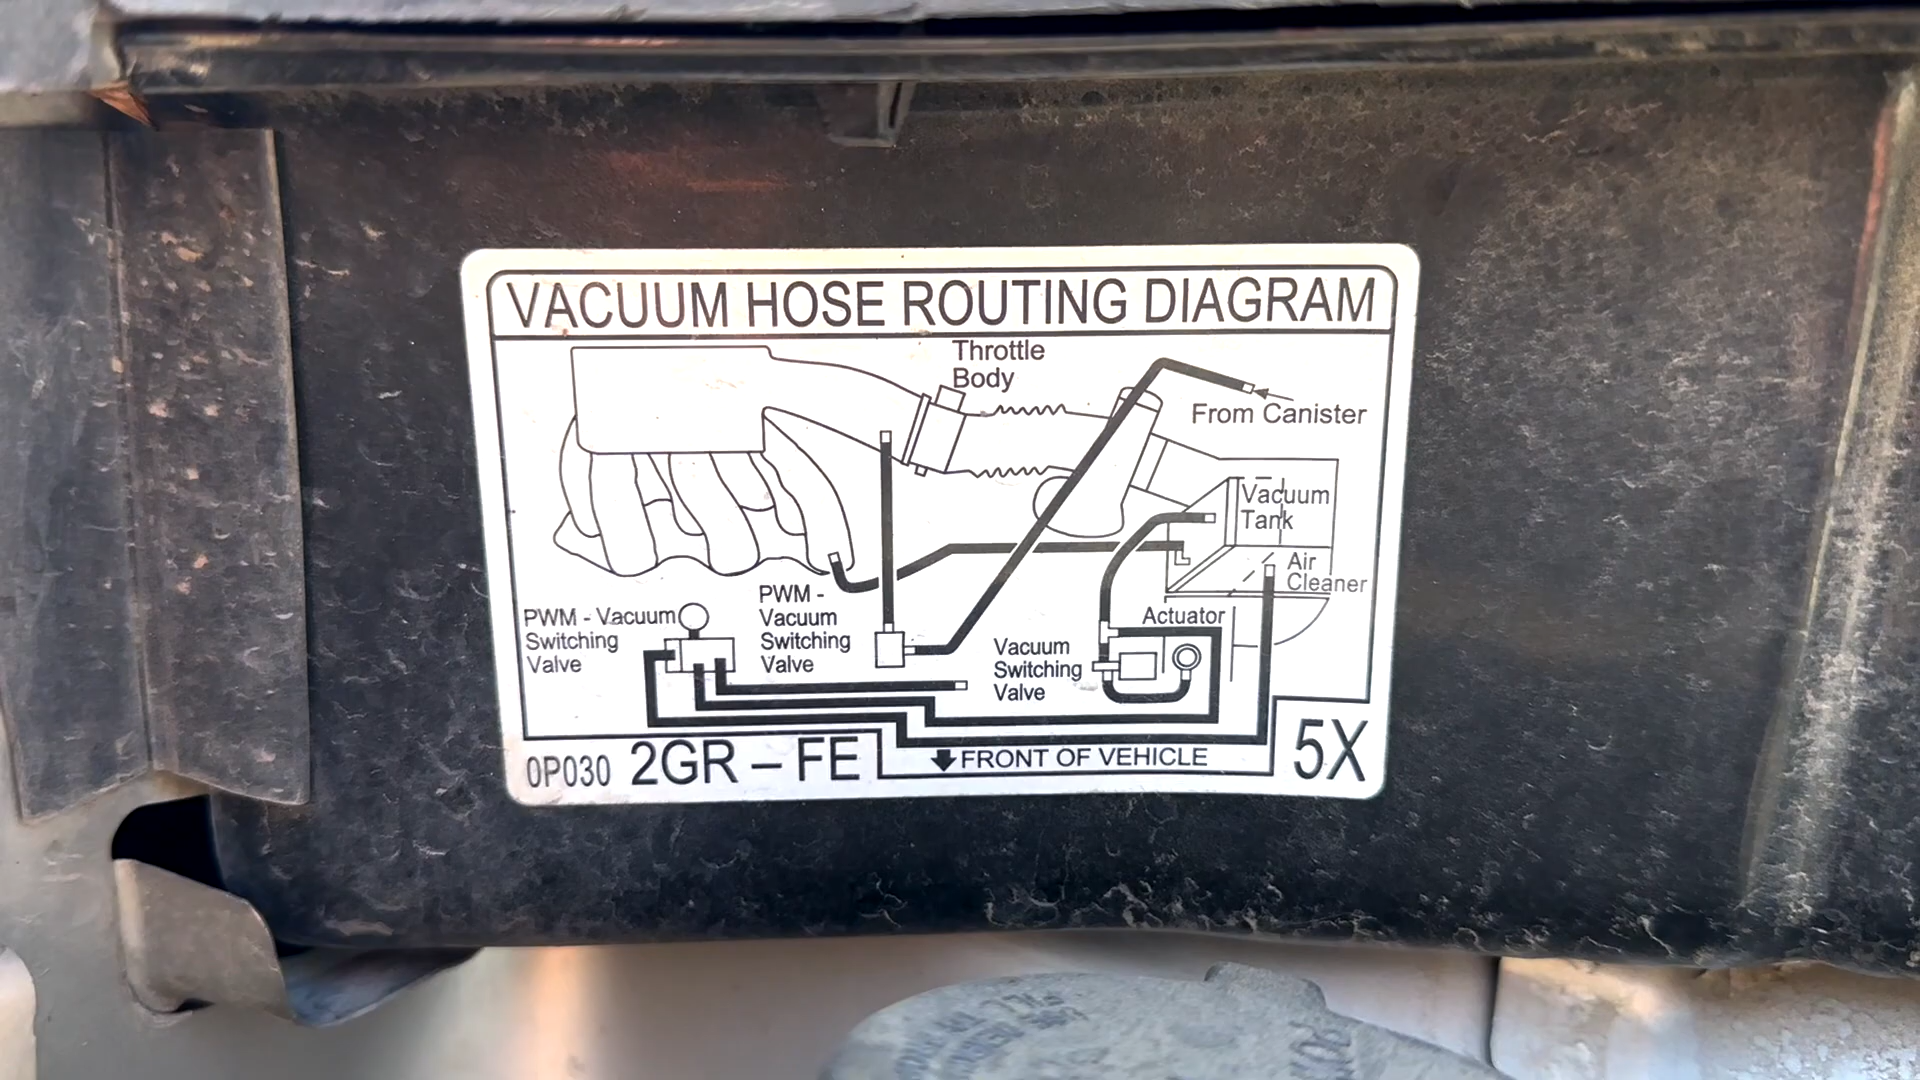 VACUUM HOSE ROUTING DIAGRAM
Throttle
Body
From Canister
Vacuum
Tank
Air
Cleaner
PWM - Vacuum
Switching
Valve
PWM -
Vacuum
Switching
Valve
Actuator
Vacuum
Switching
Valve
0P030 2GR - FE
FRONT OF VEHICLE
5X